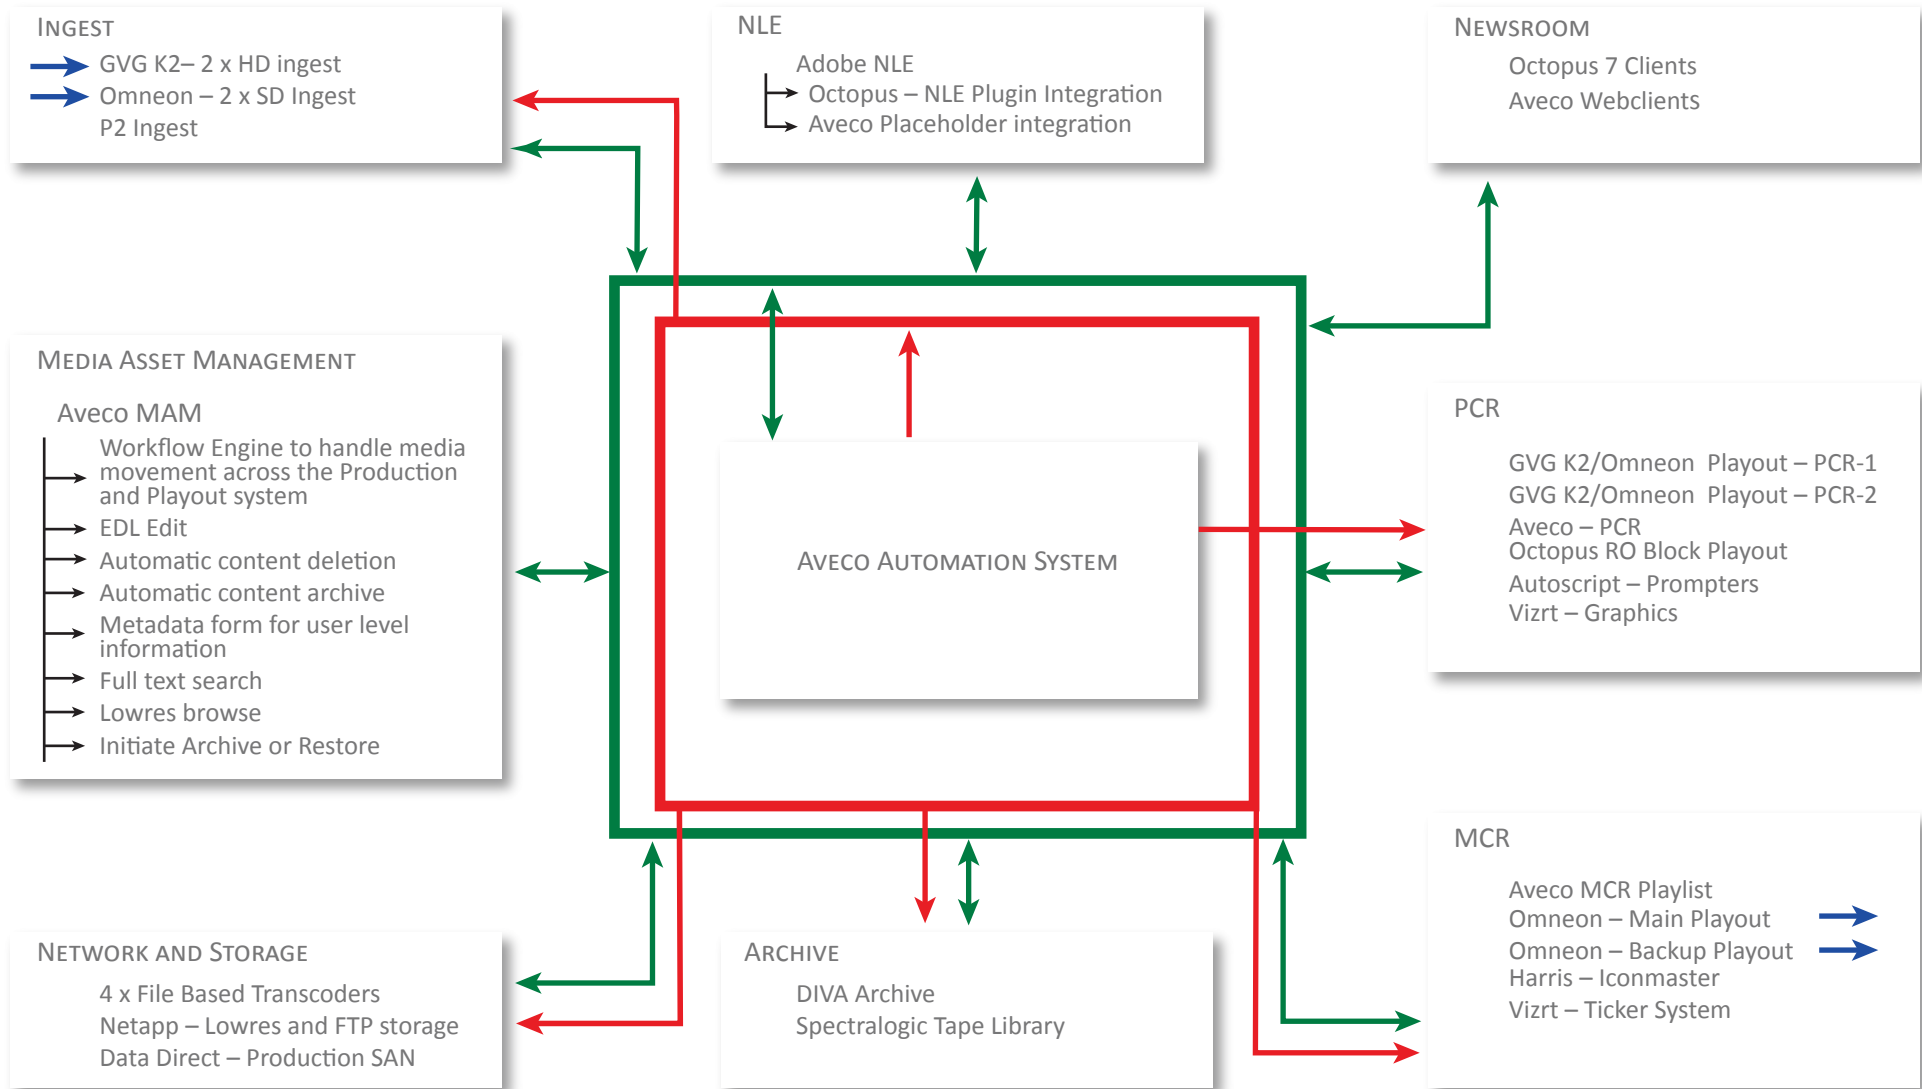 INGEST
GVG K2– 2 x HD ingest
Omneon – 2 x SD Ingest
P2 Ingest
NLE
Adobe NLE
Octopus – NLE Plugin Integration
Aveco Placeholder integration
NEWSROOM
Octopus 7 Clients
Aveco Webclients
MEDIA ASSET MANAGEMENT
Aveco MAM
Workflow Engine to handle media
movement across the Production
and Playout system
EDL Edit
Automatic content deletion
Automatic content archive
Metadata form for user level
information
Full text search
Lowres browse
Initiate Archive or Restore
AVECO AUTOMATION SYSTEM
PCR
GVG K2/Omneon  Playout – PCR-1
GVG K2/Omneon  Playout – PCR-2
Aveco – PCR
Octopus RO Block Playout
Autoscript – Prompters
Vizrt – Graphics
NETWORK AND STORAGE
4 x File Based Transcoders
Netapp – Lowres and FTP storage
Data Direct – Production SAN
ARCHIVE
DIVA Archive
Spectralogic Tape Library
MCR
Aveco MCR Playlist
Omneon – Main Playout
Omneon – Backup Playout
Harris – Iconmaster
Vizrt – Ticker System